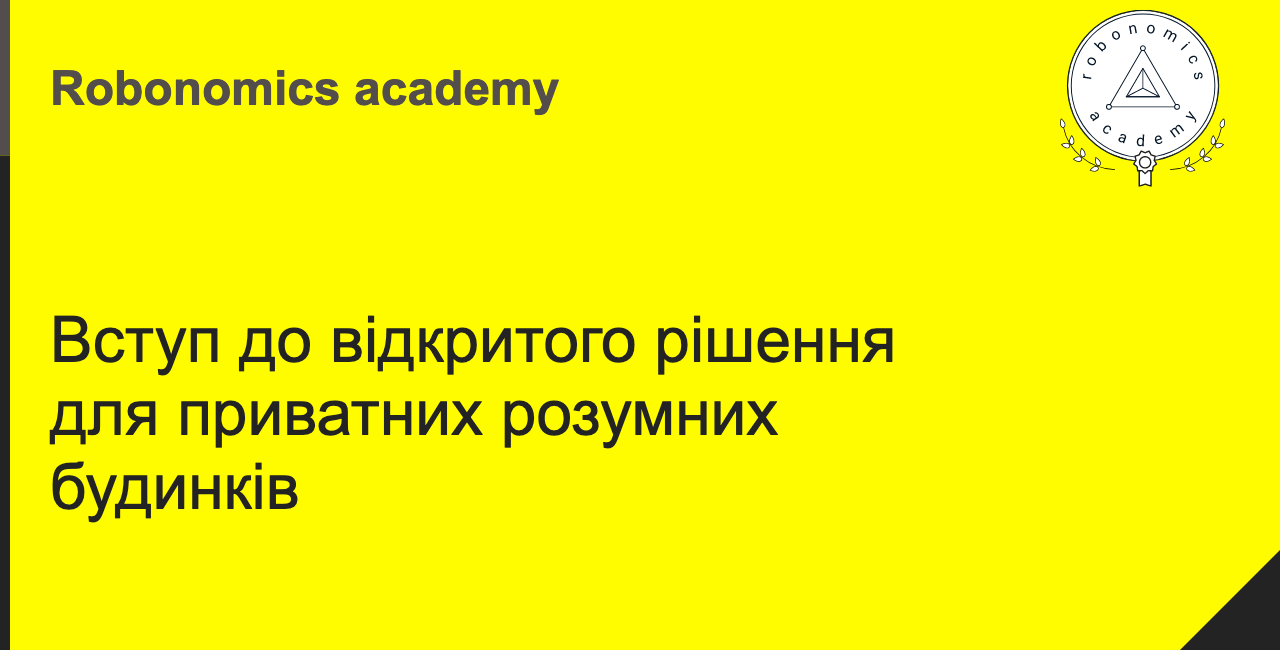 Robonomics academy
robonomics
academy
Вступ до відкритого рішення
для приватних розумних
будинків